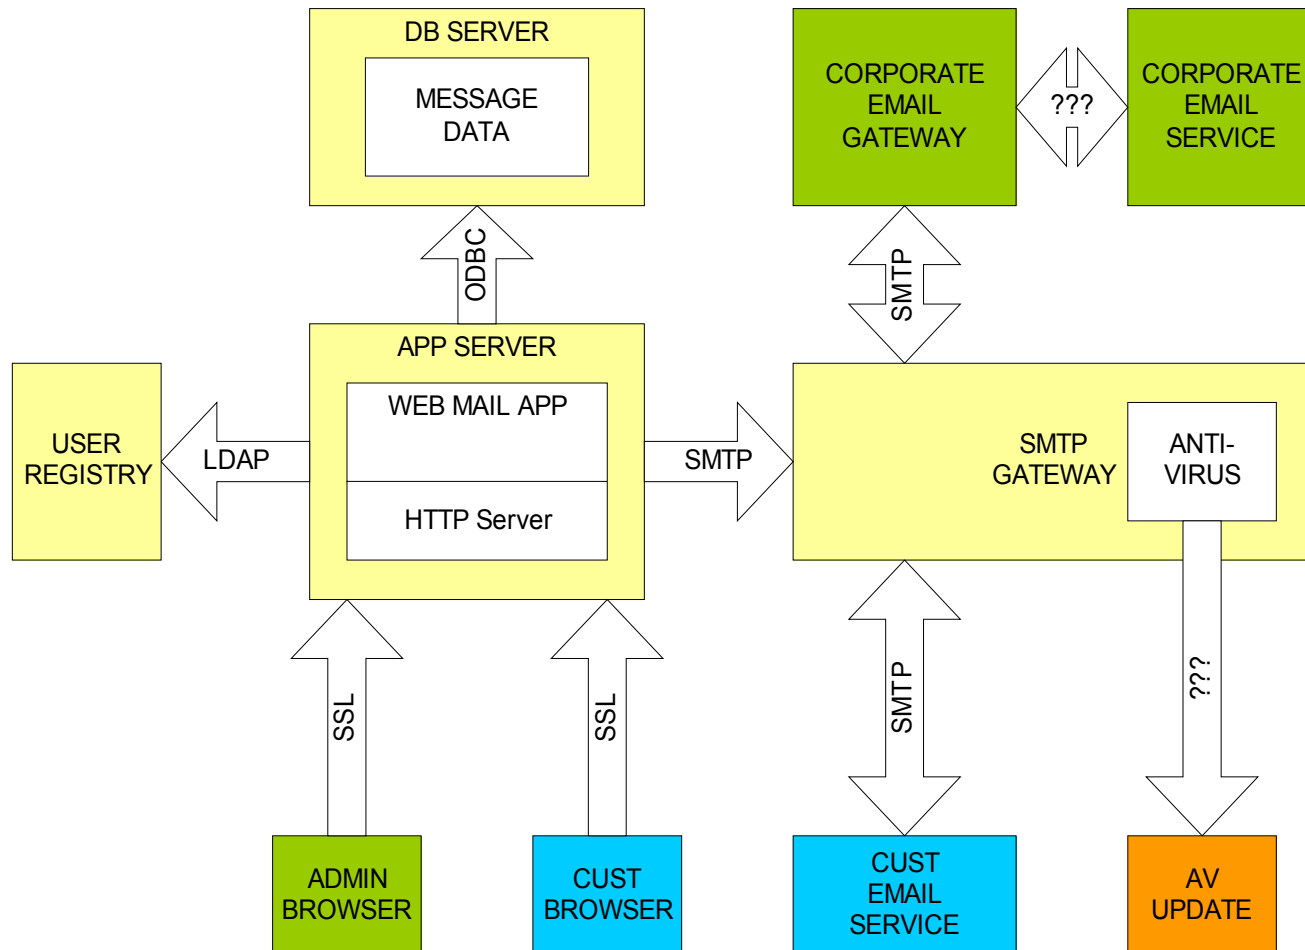 DB SERVER
MESSAGE
DATA
CORPORATE
EMAIL
GATEWAY
???
CORPORATE
EMAIL
SERVICE
ODBC
SMTP
APP SERVER
WEB MAIL APP
HTTP Server
USER
REGISTRY
LDAP
SMTP
SMTP
GATEWAY
ANTI-
VIRUS
SSL
SSL
SMTP
???
ADMIN
BROWSER
CUST
BROWSER
CUST
EMAIL
SERVICE
AV
UPDATE